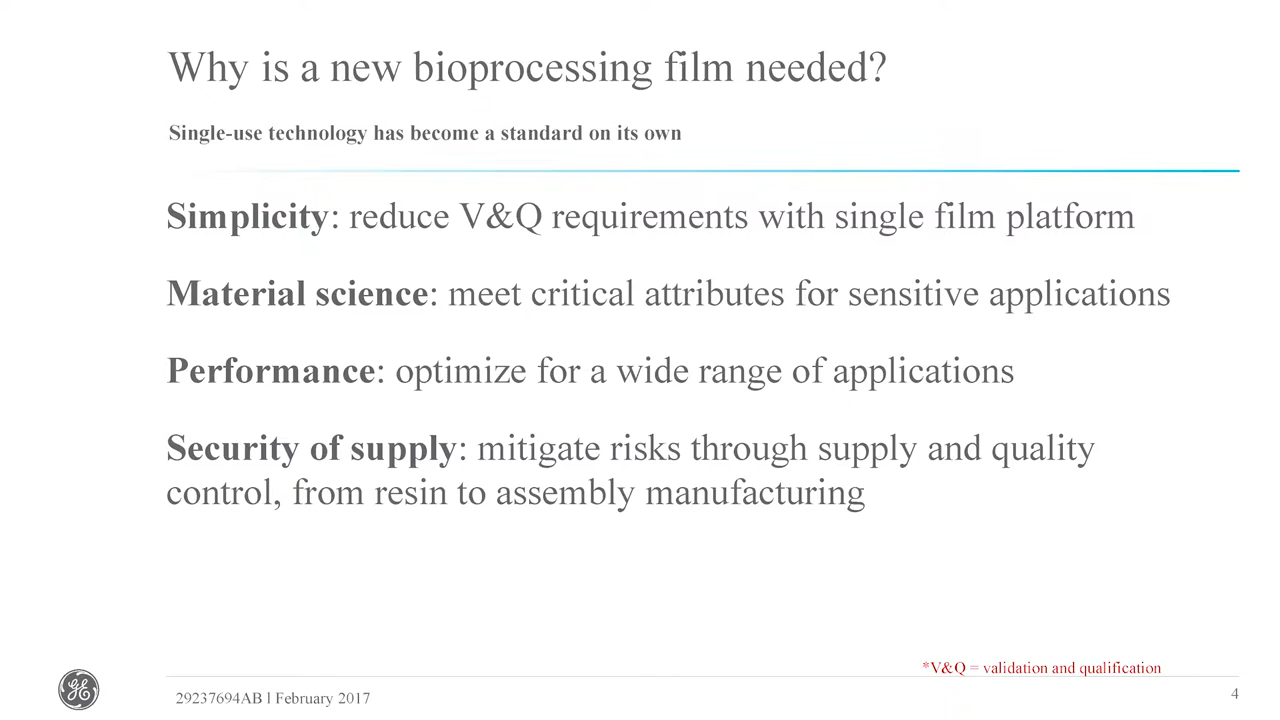 Why is a new bioprocessing film needed?
Single-use technology has become a standard on its own
Simplicity: reduce V&Q requirements with single film platform
Material science: meet critical attributes for sensitive applications
Performance: optimize for a wide range of applications
Security of supply: mitigate risks through supply and quality
control, from resin to assembly manufacturing
*V&Q = validation and qualification
GE
29237694AB l February 2017
4